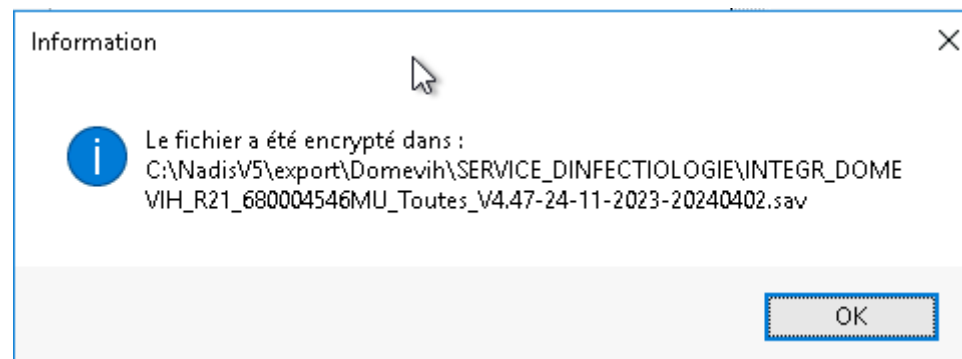 Information
Le fichier a été encrypté dans :
C:\NadisV5\export\Domevih\SERVICE_DINFECTIOLOGIE\INTEGR_DOME
VIH_R21_680004546MU_Toutes_V4.47-24-11-2023-20240402.sav
OK